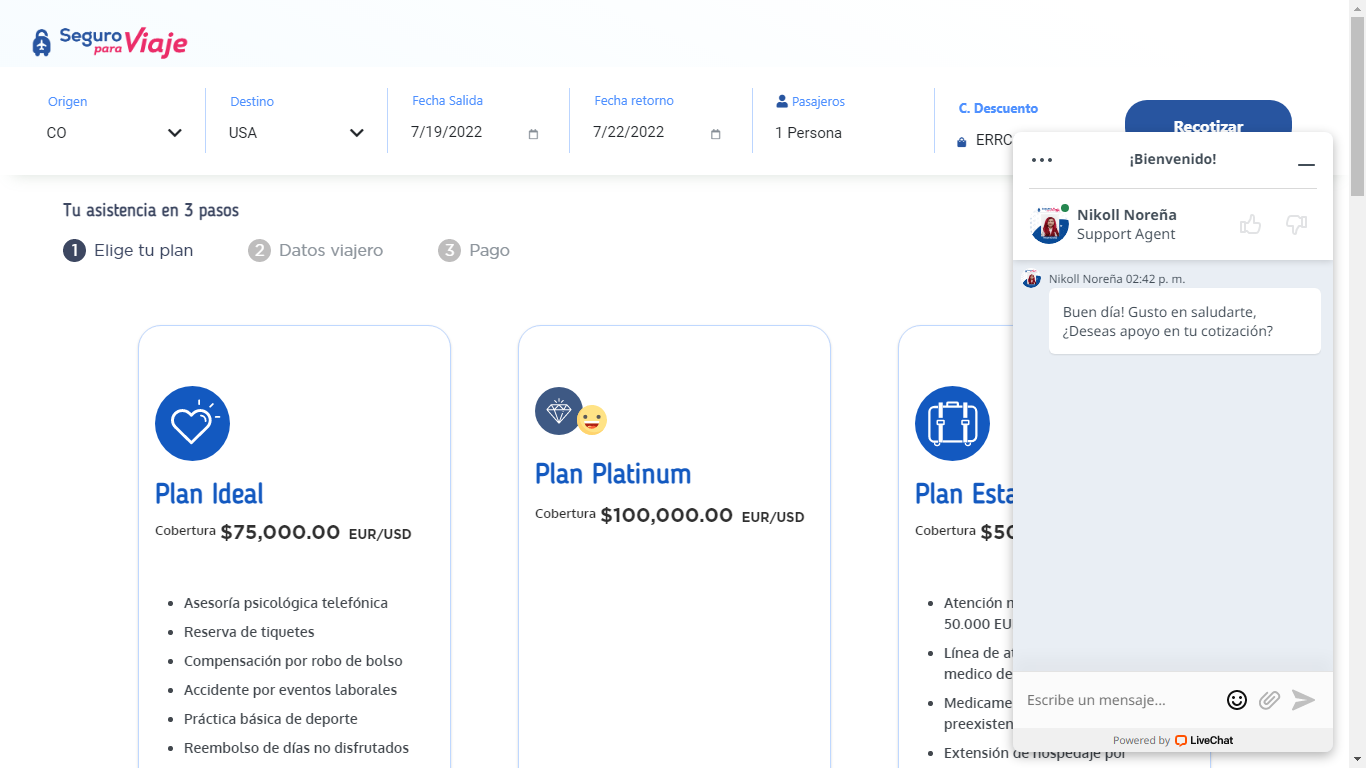 Seguro para Viaje
Origen
CO
Destino
USA
Fecha Salida
7/19/2022
Fecha retorno
7/22/2022
Pasajeros
1 Persona
C. Descuento
ERRC
Recotizar
Tu asistencia en 3 pasos
1 Elige tu plan
2 Datos viajero
3 Pago
Plan Ideal
Cobertura $75,000.00 EUR/USD
Asesoría psicológica telefónica
Reserva de tiquetes
Compensación por robo de bolso
Accidente por eventos laborales
Práctica básica de deporte
Reembolso de días no disfrutados
Plan Platinum
Cobertura $100,000.00 EUR/USD
Plan Esta
Cobertura $50
Atención m
50.000 EU
Línea de at
medico de
Medicame
preexisten
Extensión de hospedaje por
¡Bienvenido!
Nikoll Noreña
Support Agent
Nikoll Noreña 02:42 p. m.
Buen día! Gusto en saludarte,
¿Deseas apoyo en tu cotización?
Escribe un mensaje...
Powered by LiveChat